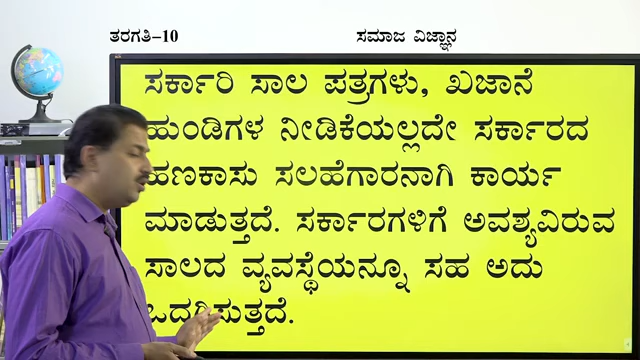 ತರಗತಿ–10
ಸಮಾಜ ವಿಜ್ಞಾನ
ಸರ್ಕಾರಿ ಸಾಲ ಪತ್ರಗಳು, ಖಜಾನೆ
ಹುಂಡಿಗಳ ನೀಡಿಕೆಯಲ್ಲದೇ ಸರ್ಕಾರದ
ಹಣಕಾಸು ಸಲಹೆಗಾರನಾಗಿ ಕಾರ್ಯ
ಮಾಡುತ್ತದೆ. ಸರ್ಕಾರಗಳಿಗೆ ಅವಶ್ಯವಿರುವ
ಸಾಲದ ವ್ಯವಸ್ಥೆಯನ್ನೂ ಸಹ ಅದು
ಒದಗಿಸುತ್ತದೆ.